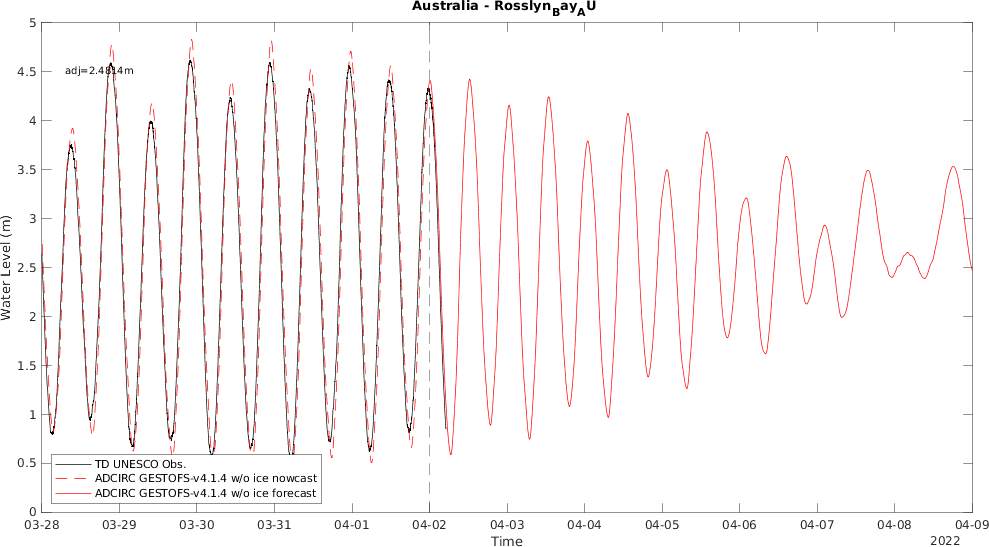 Australia - Rosslyn_Bay_AU
adj=2.4814m
Water Level (m)
5
4.5
4
3.5
3
2.5
2
1.5
1
0.5
0
TD UNESCO Obs.
ADCIRC GESTOFS-v4.1.4 w/o ice nowcast
ADCIRC GESTOFS-v4.1.4 w/o ice forecast
03-28 03-29 03-30 03-31 04-01 04-02 04-03 04-04 04-05 04-06 04-07 04-08 04-09
Time
2022